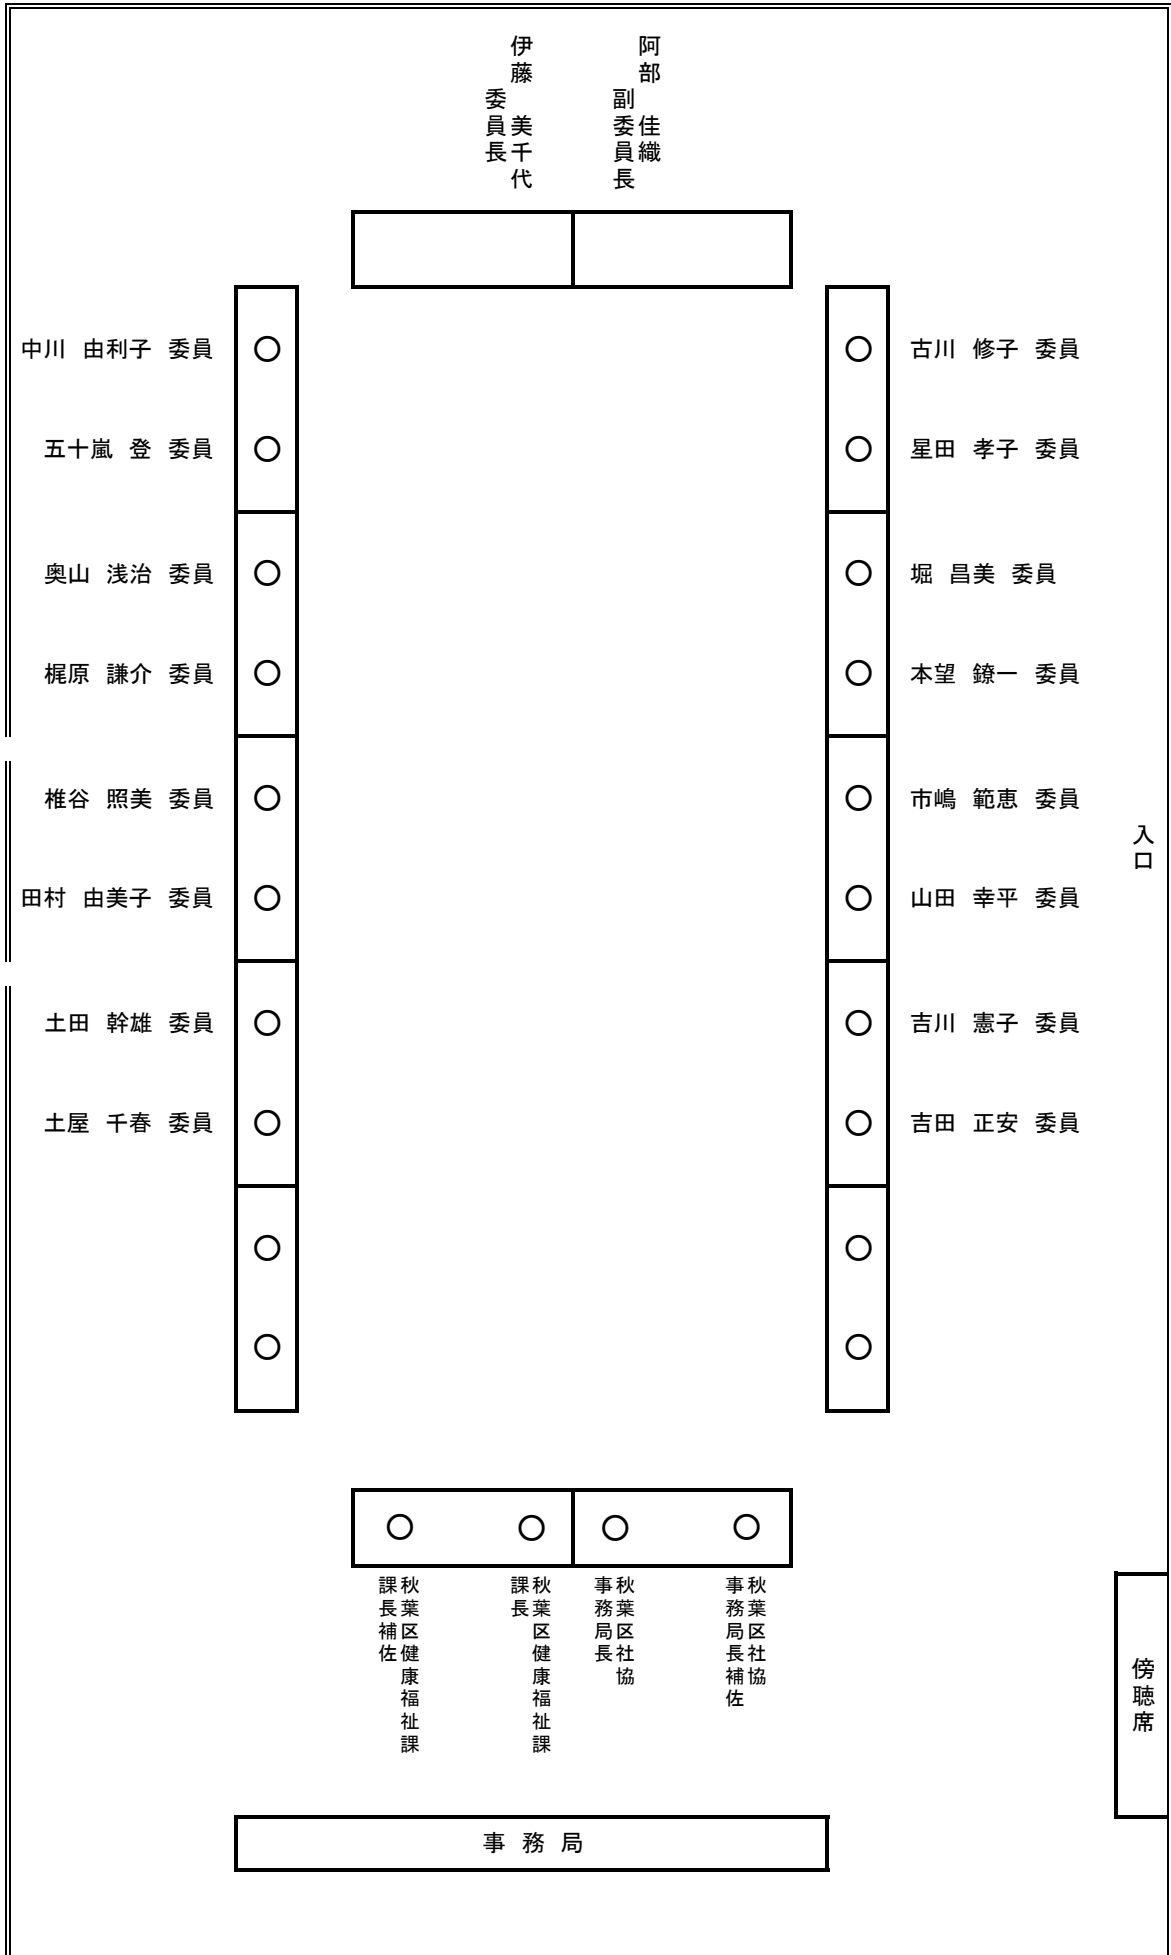 阿部 佳織
副委員長
伊藤 美千代
委員長
中川 由利子 委員
古川 修子 委員
五十嵐 登 委員
星田 孝子 委員
奥山 浅治 委員
堀 昌美 委員
梶原 謙介 委員
本望 鐐一 委員
椎谷 照美 委員
市嶋 範恵 委員
入口
田村 由美子 委員
山田 幸平 委員
土田 幹雄 委員
吉川 憲子 委員
土屋 千春 委員
吉田 正安 委員
秋葉区健康福祉課
課長補佐
秋葉区健康福祉課
課長
秋葉区社協
事務局長
秋葉区社協
事務局長補佐
傍聴席
事 務 局